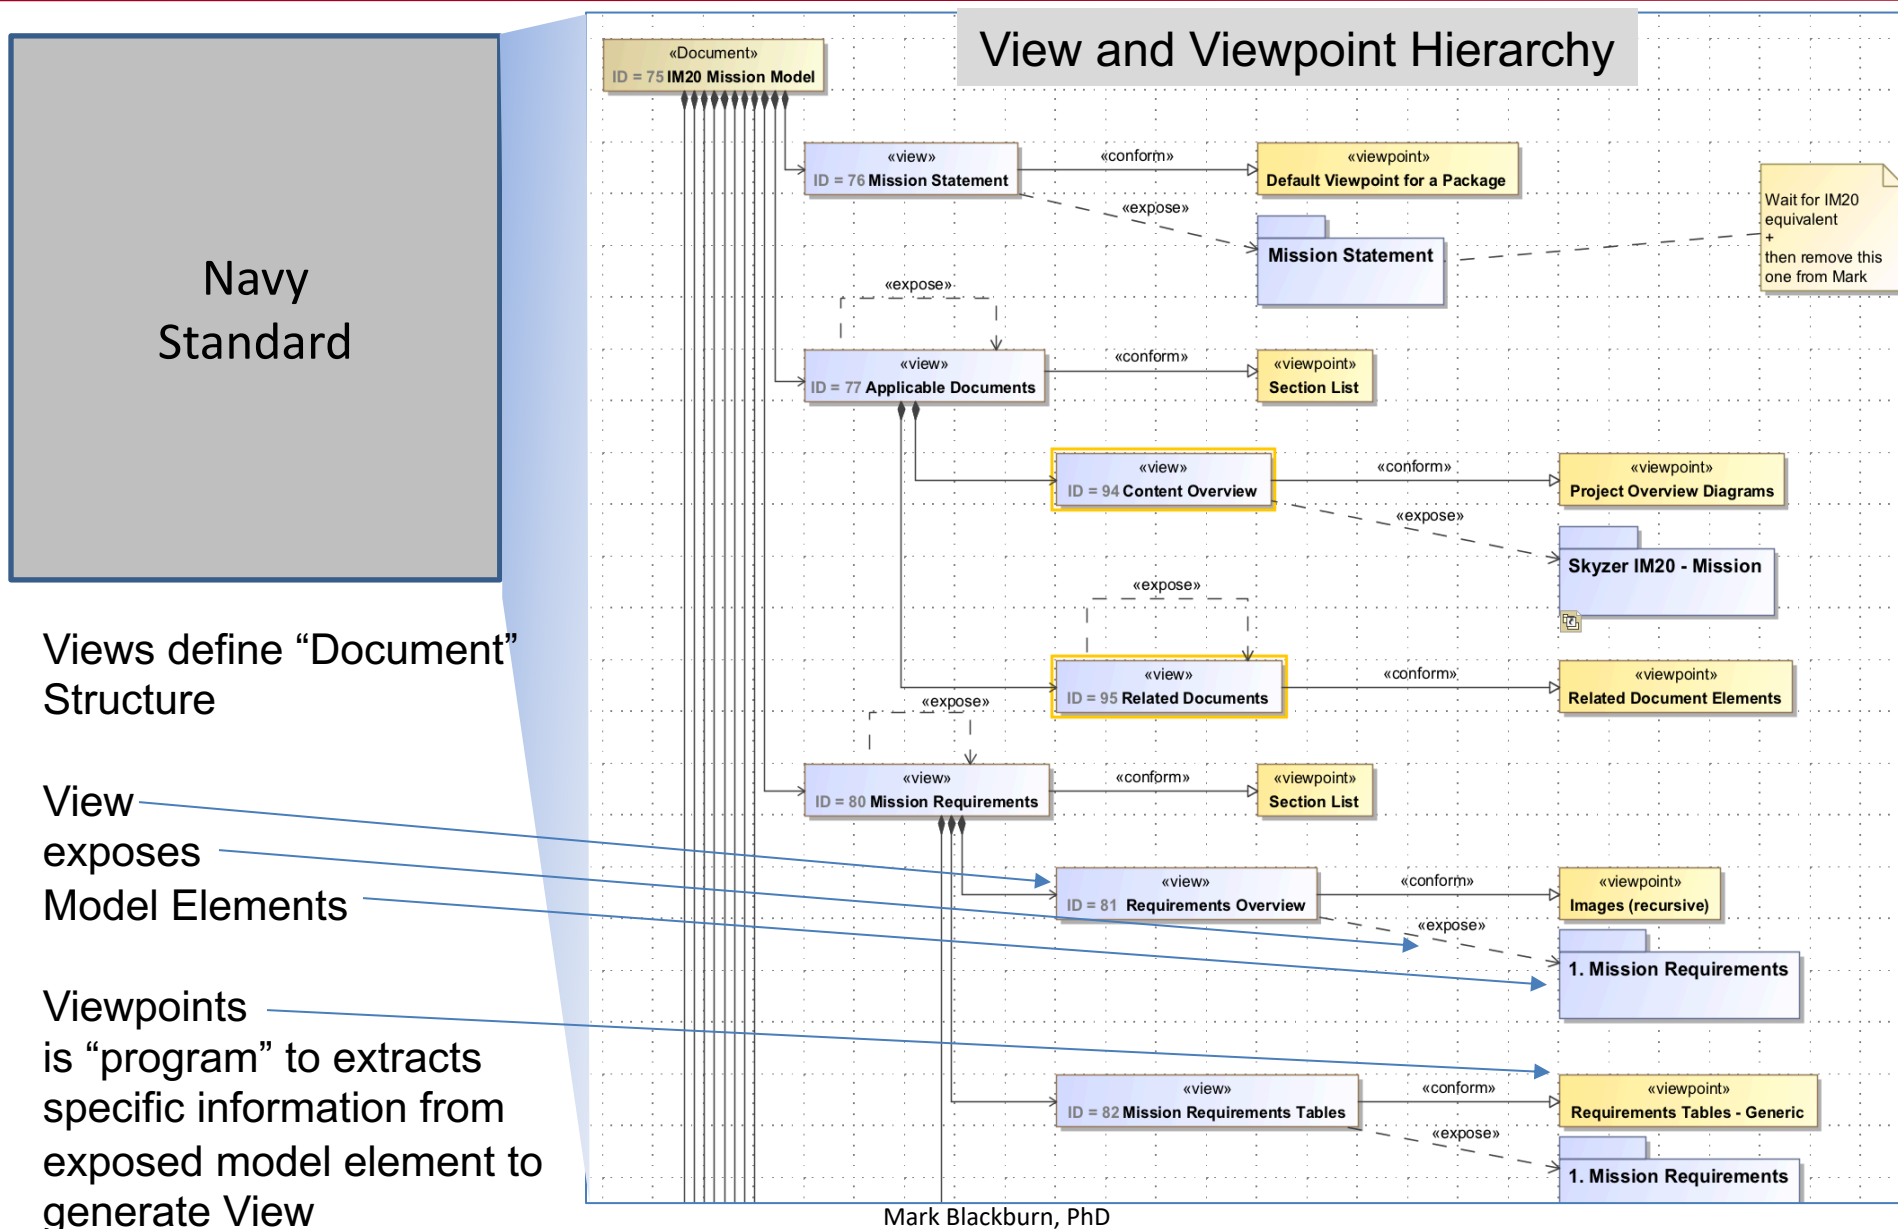 View and Viewpoint Hierarchy
Navy
Standard
Views define “Document”
Structure
View
exposes
Model Elements
Viewpoints
is “program” to extracts
specific information from
exposed model element to
generate View
«Document»
ID = 75 IM20 Mission Model
«view»
ID = 76 Mission Statement
«conform»
«viewpoint»
Default Viewpoint for a Package
«expose»
Mission Statement
Wait for IM20
equivalent
+
then remove this
one from Mark
«expose»
«view»
ID = 77 Applicable Documents
«conform»
«viewpoint»
Section List
«view»
ID = 94 Content Overview
«conform»
«viewpoint»
Project Overview Diagrams
«expose»
Skyzer IM20 - Mission
«expose»
«view»
ID = 95 Related Documents
«conform»
«viewpoint»
Related Document Elements
«expose»
«view»
ID = 80 Mission Requirements
«conform»
«viewpoint»
Section List
«view»
ID = 81 Requirements Overview
«conform»
«viewpoint»
Images (recursive)
«expose»
1. Mission Requirements
«view»
ID = 82 Mission Requirements Tables
«conform»
«viewpoint»
Requirements Tables - Generic
«expose»
1. Mission Requirements
Mark Blackburn, PhD